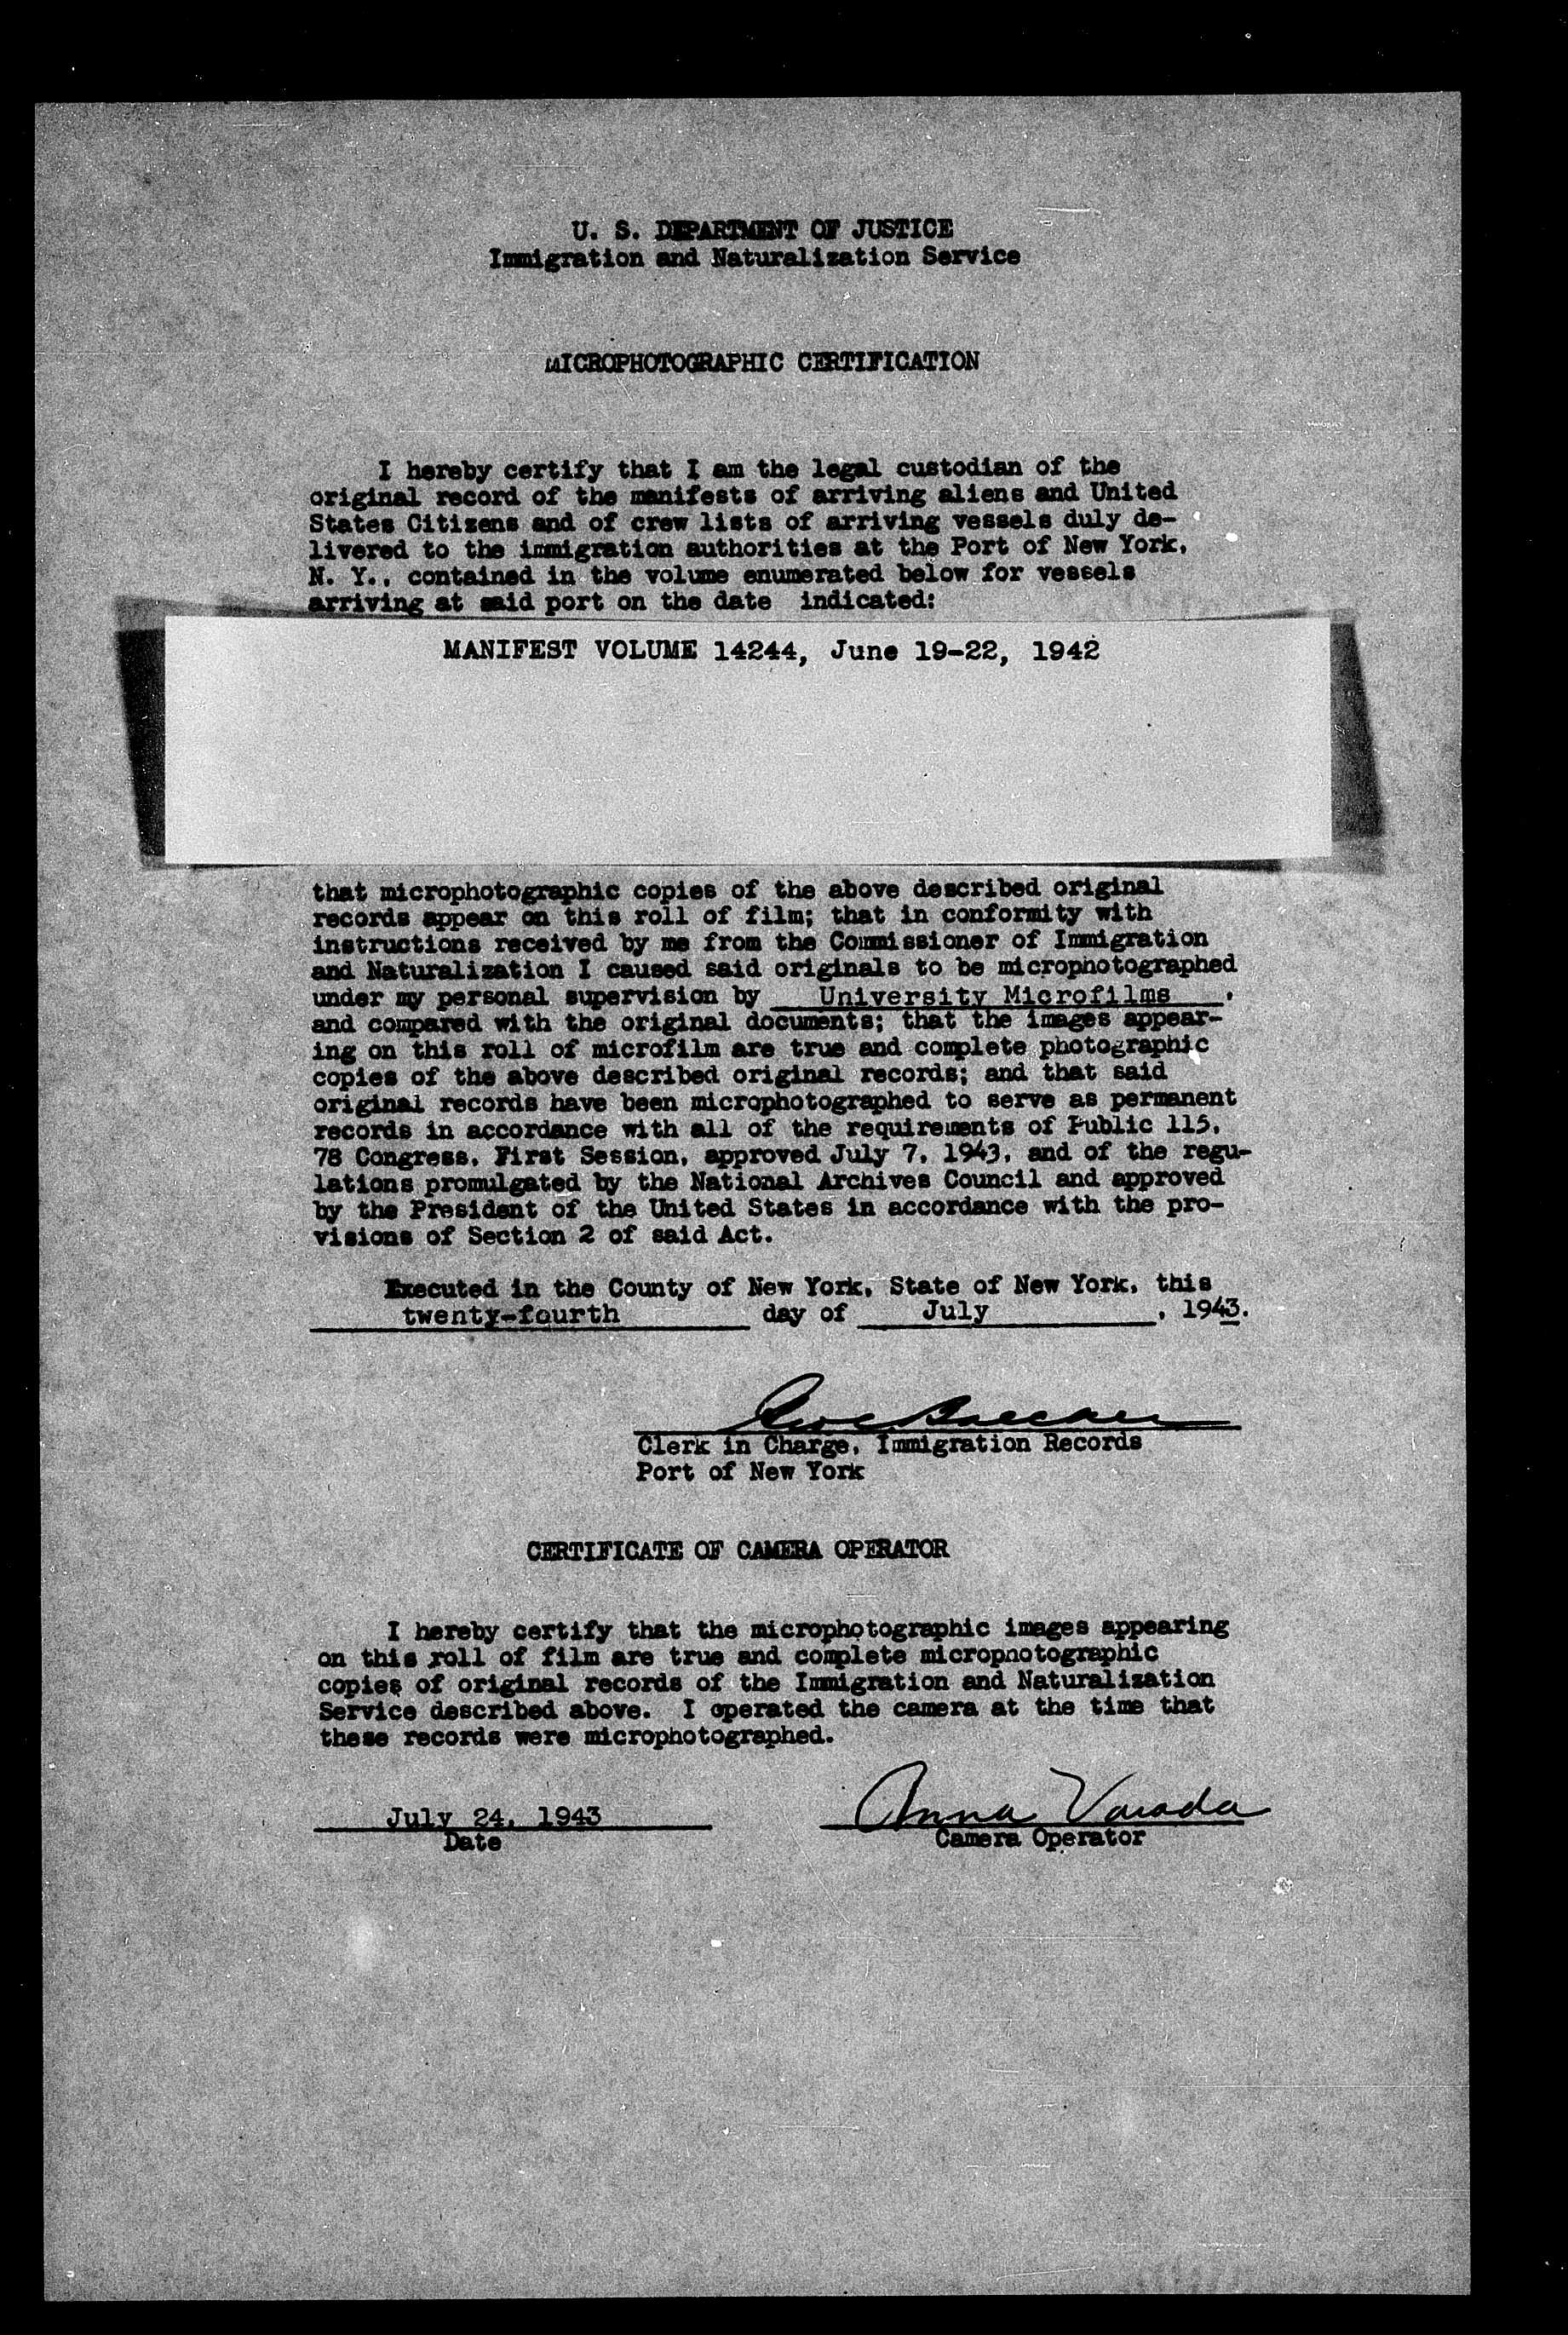 U. S. DEPARTMENT OF JUSTICE
Immigration and Naturalization Service
MICROPHOTOGRAPHIC CERTIFICATION
I hereby certify that I am the legal custodian of the
original record of the manifests of arriving aliens and United
States Citizens and of crew lists of arriving vessels duly de-
livered to the immigration authorities at the Port of New York,
N. Y., contained in the volume enumerated below for vessels
arriving at said port on the date indicated:
MANIFEST VOLUME 14244, June 19-22, 1942
that microphotographic copies of the above described original
records appear on this roll of film; that in conformity with
instructions received by me from the Commissioner of Immigration
and Naturalization I caused said originals to be microphotographed
under my personal supervision by University Microfilms,
and compared with the original documents; that the images appear-
ing on this roll of microfilm are true and complete photographic
copies of the above described original records; and that said
original records have been microphotographed to serve as permanent
records in accordance with all of the requirements of Public 115,
78 Congress, First Session, approved July 7, 1943, and of the regu-
lations promulgated by the National Archives Council and approved
by the President of the United States in accordance with the pro-
visions of Section 2 of said Act.
Executed in the County of New York, State of New York, this
twenty-fourth day of July, 1943.
Clerk in Charge, Immigration Records
Port of New York
CERTIFICATE OF CAMERA OPERATOR
I hereby certify that the microphotographic images appearing
on this roll of film are true and complete microphotographic
copies of original records of the Immigration and Naturalization
Service described above. I operated the camera at the time that
these records were microphotographed.
July 24, 1943 Anna Varada
Date Camera Operator